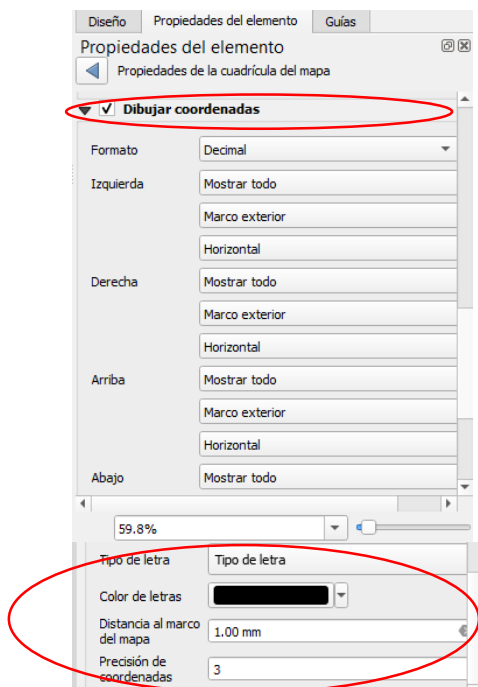 Diseño Propiedades del elemento Guías
Propiedades del elemento
Propiedades de la cuadrícula del mapa
Dibujar coordenadas
Formato Decimal
Izquierda Mostrar todo
Marco exterior
Horizontal
Derecha Mostrar todo
Marco exterior
Horizontal
Arriba Mostrar todo
Marco exterior
Horizontal
Abajo Mostrar todo
59.8%
Tipo de letra Tipo de letra
Color de letras
Distancia al marco
del mapa 1.00 mm
Precisión de
coordenadas 3